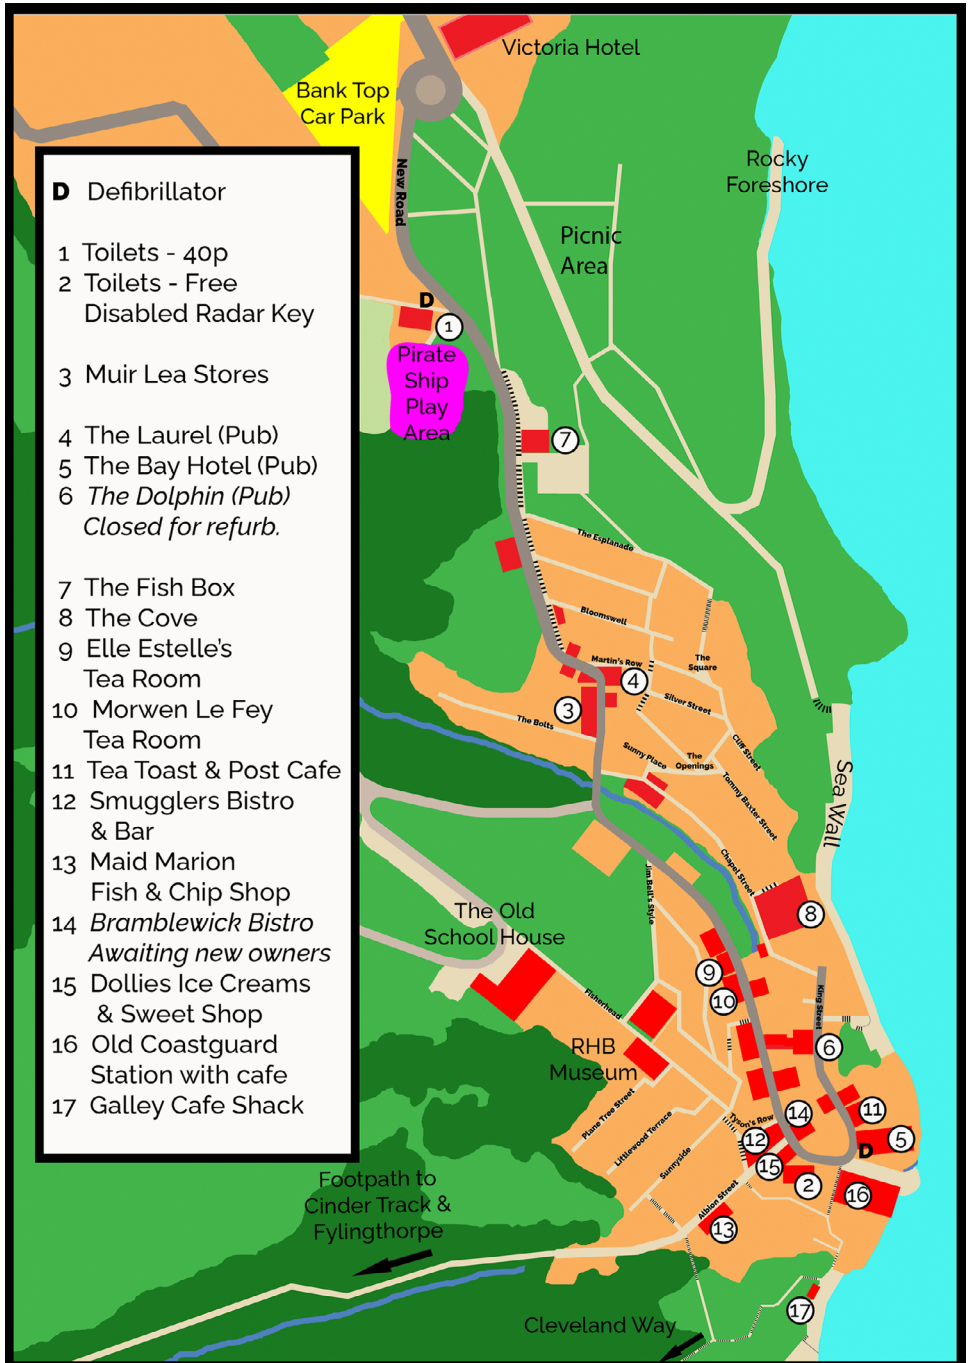 Victoria Hotel
Bank Top
Car Park
New Road
Rocky
Foreshore
Picnic
Area
D Defibrillator
1 Toilets - 40p
2 Toilets - Free
Disabled Radar Key
3 Muir Lea Stores
4 The Laurel (Pub)
5 The Bay Hotel (Pub)
6 The Dolphin (Pub)
Closed for refurb.
7 The Fish Box
8 The Cove
9 Elle Estelle's
Tea Room
10 Morwen Le Fey
Tea Room
11 Tea Toast & Post Cafe
12 Smugglers Bistro
& Bar
13 Maid Marion
Fish & Chip Shop
14 Bramblewick Bistro
Awaiting new owners
15 Dollies Ice Creams
& Sweet Shop
16 Old Coastguard
Station with cafe
17 Galley Cafe Shack
D
1
Pirate
Ship
Play
Area
7
The Esplanade
Bloomswell
Martin's Row
The
Square
4
3
Silver Street
The Bolts
Sunny Place
The
Openings
Cliff Street
Tommy Baxter Street
Sea Wall
Chapel Street
Jim Bell's Style
8
The Old
School House
9
10
Fisherhead
King Street
6
RHB
Museum
Plane Tree Street
Littlewood Terrace
Sunnyside
Tyson's Row
14
11
12
5
D
15
2
16
Albion Street
13
Footpath to
Cinder Track &
Fylingthorpe
17
Cleveland Way